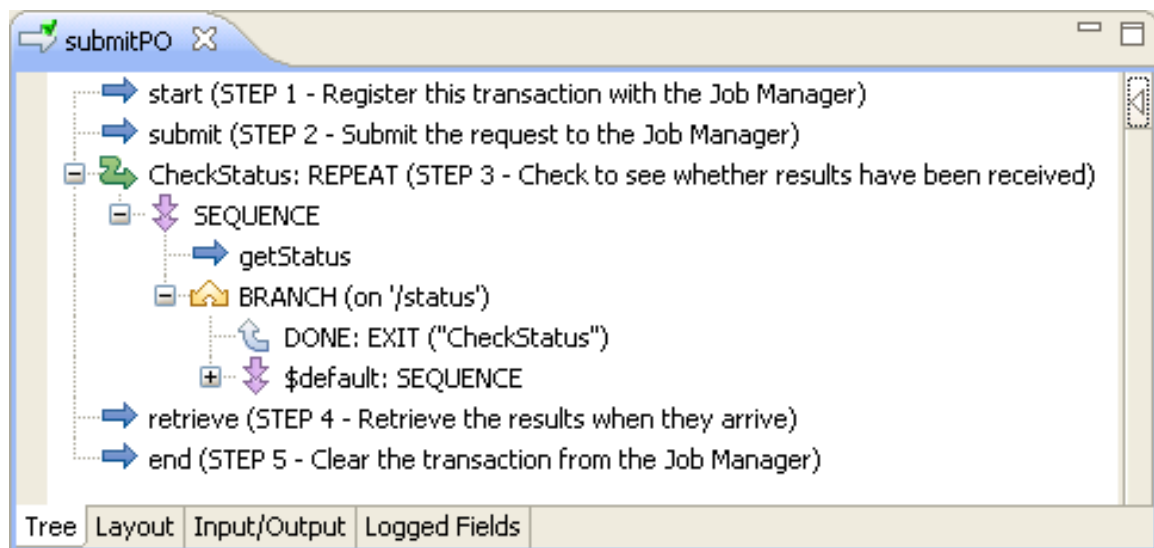 submitPO
start (STEP 1 - Register this transaction with the Job Manager)
submit (STEP 2 - Submit the request to the Job Manager)
CheckStatus: REPEAT (STEP 3 - Check to see whether results have been received)
SEQUENCE
getStatus
BRANCH (on '/status')
DONE: EXIT ("CheckStatus")
$default: SEQUENCE
retrieve (STEP 4 - Retrieve the results when they arrive)
end (STEP 5 - Clear the transaction from the Job Manager)
Tree Layout Input/Output Logged Fields